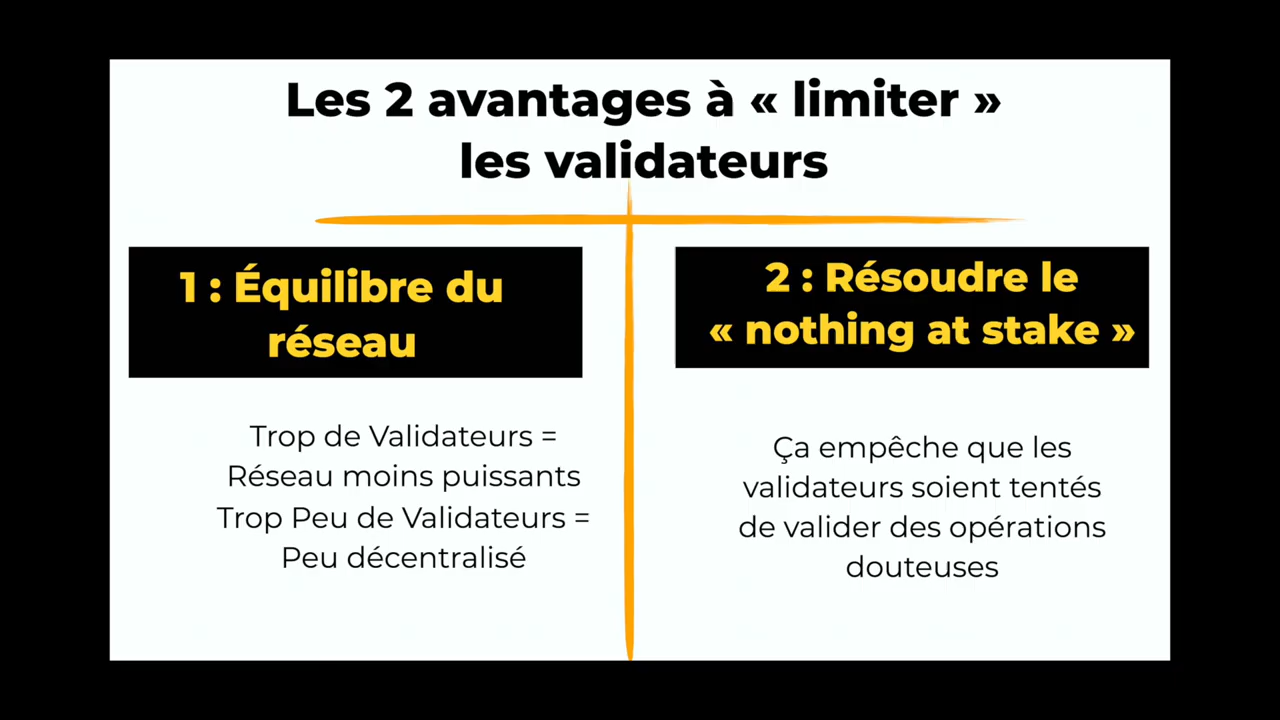 Les 2 avantages à « limiter »
les validateurs
1 : Équilibre du
réseau
Trop de Validateurs =
Réseau moins puissants
Trop Peu de Validateurs =
Peu décentralisé
2 : Résoudre le
« nothing at stake »
Ça empêche que les
validateurs soient tentés
de valider des opérations
douteuses